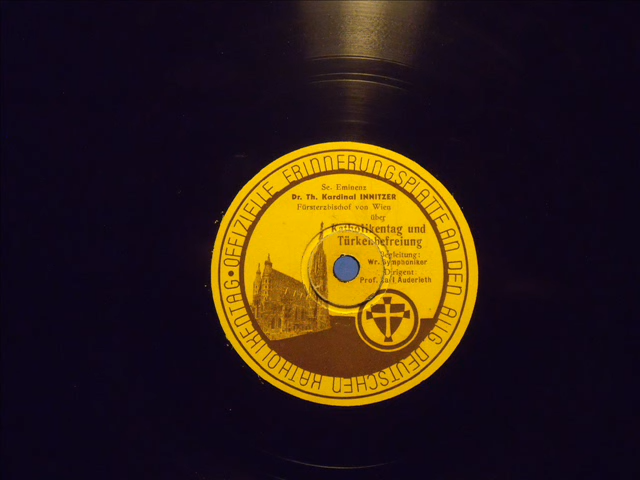 OFFIZIELLE ERINNERUNGSPLATTE AN DEN ALLG. DEUTSCHEN KATHOLIKENTAG •
Se. Eminenz
Dr. Th. Kardinal INNITZER
Fürsterzbischof von Wien
über
Katholikentag und
Türkenbefreiung
Begleitung:
Wr. Symphoniker
Dirigent:
Prof. Karl Auderieth